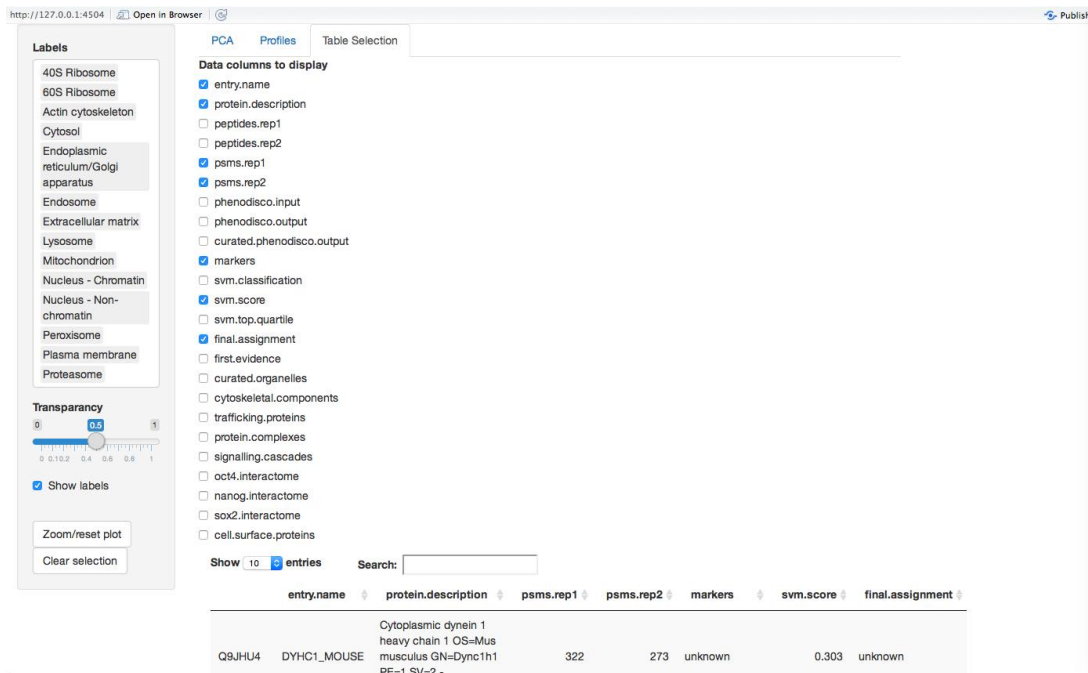 http://127.0.0.1:4504 Open in Browser Publish
Labels
40S Ribosome
60S Ribosome
Actin cytoskeleton
Cytosol
Endoplasmic
reticulum/Golgi
apparatus
Endosome
Extracellular matrix
Lysosome
Mitochondrion
Nucleus - Chromatin
Nucleus - Non-
chromatin
Peroxisome
Plasma membrane
Proteasome
Transparancy
0 0.5 1
0 0.1 0.2 0.4 0.6 0.8 1
Show labels
Zoom/reset plot
Clear selection
PCA Profiles Table Selection
Data columns to display
entry.name
protein.description
peptides.rep1
peptides.rep2
psms.rep1
psms.rep2
phenodisco.input
phenodisco.output
curated.phenodisco.output
markers
svm.classification
svm.score
svm.top.quartile
final.assignment
first.evidence
curated.organelles
cytoskeletal.components
trafficking.proteins
protein.complexes
signalling.cascades
oct4.interactome
nanog.interactome
sox2.interactome
cell.surface.proteins
Show 10 entries Search:
entry.name protein.description psms.rep1 psms.rep2 markers svm.score final.assignment
Cytoplasmic dynein 1
heavy chain 1 OS=Mus
Q9JHU4 DYHC1_MOUSE musculus GN=Dync1h1 322 273 unknown 0.303 unknown
PE=1 SV=2 -